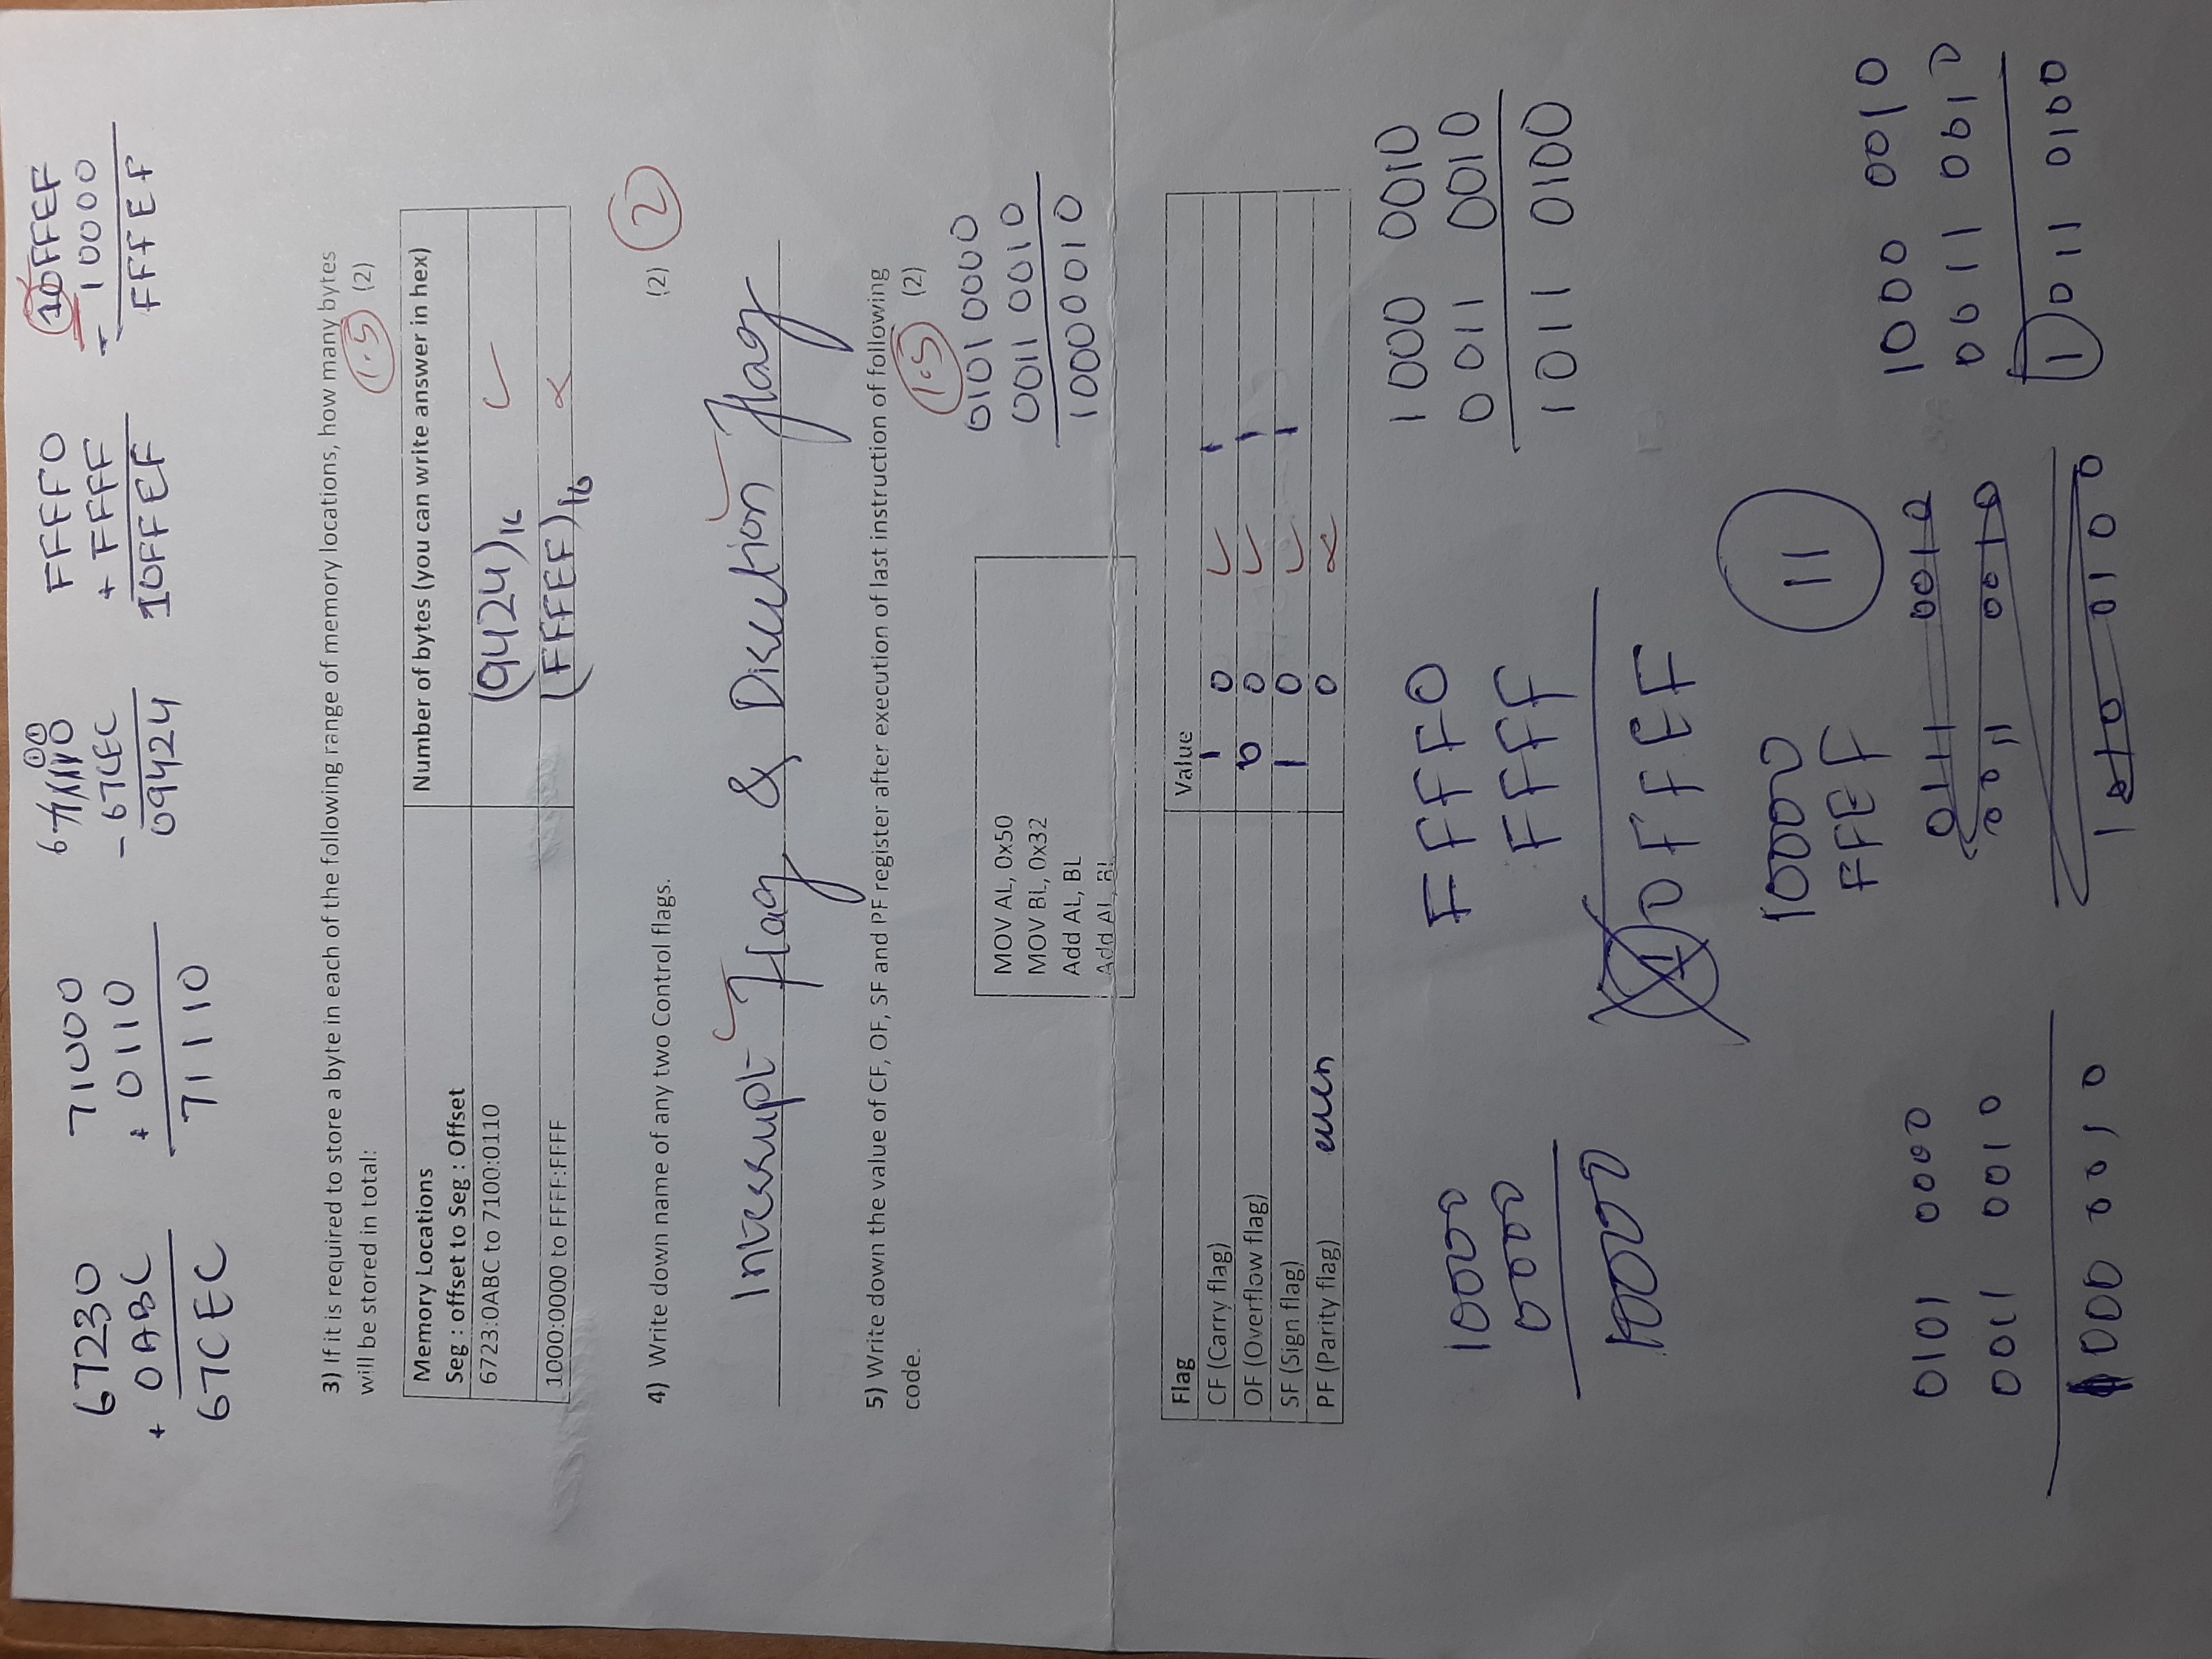 67230
+ 0ABC
67CEC
71000
+ 0110
71110
- 67CEC
09424
FFFF0
+ FFFF
10FFEF
10FFEF
- 10000
FFFEF
3) If it is required to store a byte in each of the following range of memory locations, how many bytes
will be stored in total:
1.5 (2)
Memory Locations
Seg : offset to Seg : Offset
Number of bytes (you can write answer in hex)
6723:0ABC to 7100:0110
(9424)16
1000:0000 to FFFF:FFFF
(FFFEF)16
4) Write down name of any two Control flags. (2) 2
Interrupt Flag & Direction flag
5) Write down the value of CF, OF, SF and PF register after execution of last instruction of following
code. 1.5 (2)
MOV AL, 0x50
MOV BL, 0x32
Add AL, BL
Add AL, BL
01010000
0011 0010
10000010
Flag Value
CF (Carry flag) 1 0 1
OF (Overflow flag) 0 0 1
SF (Sign flag) 1 0 1
PF (Parity flag) even 0
10000
0000
10000
FFFF0
FFFF
10FFEF
1000 0010
0011 0010
1011 0100
10000
FFEF
11
0101 0000
0011 0010
1000 0010
0111 0010
0011 0010
1000 0010
0011 0010
1 011 0100